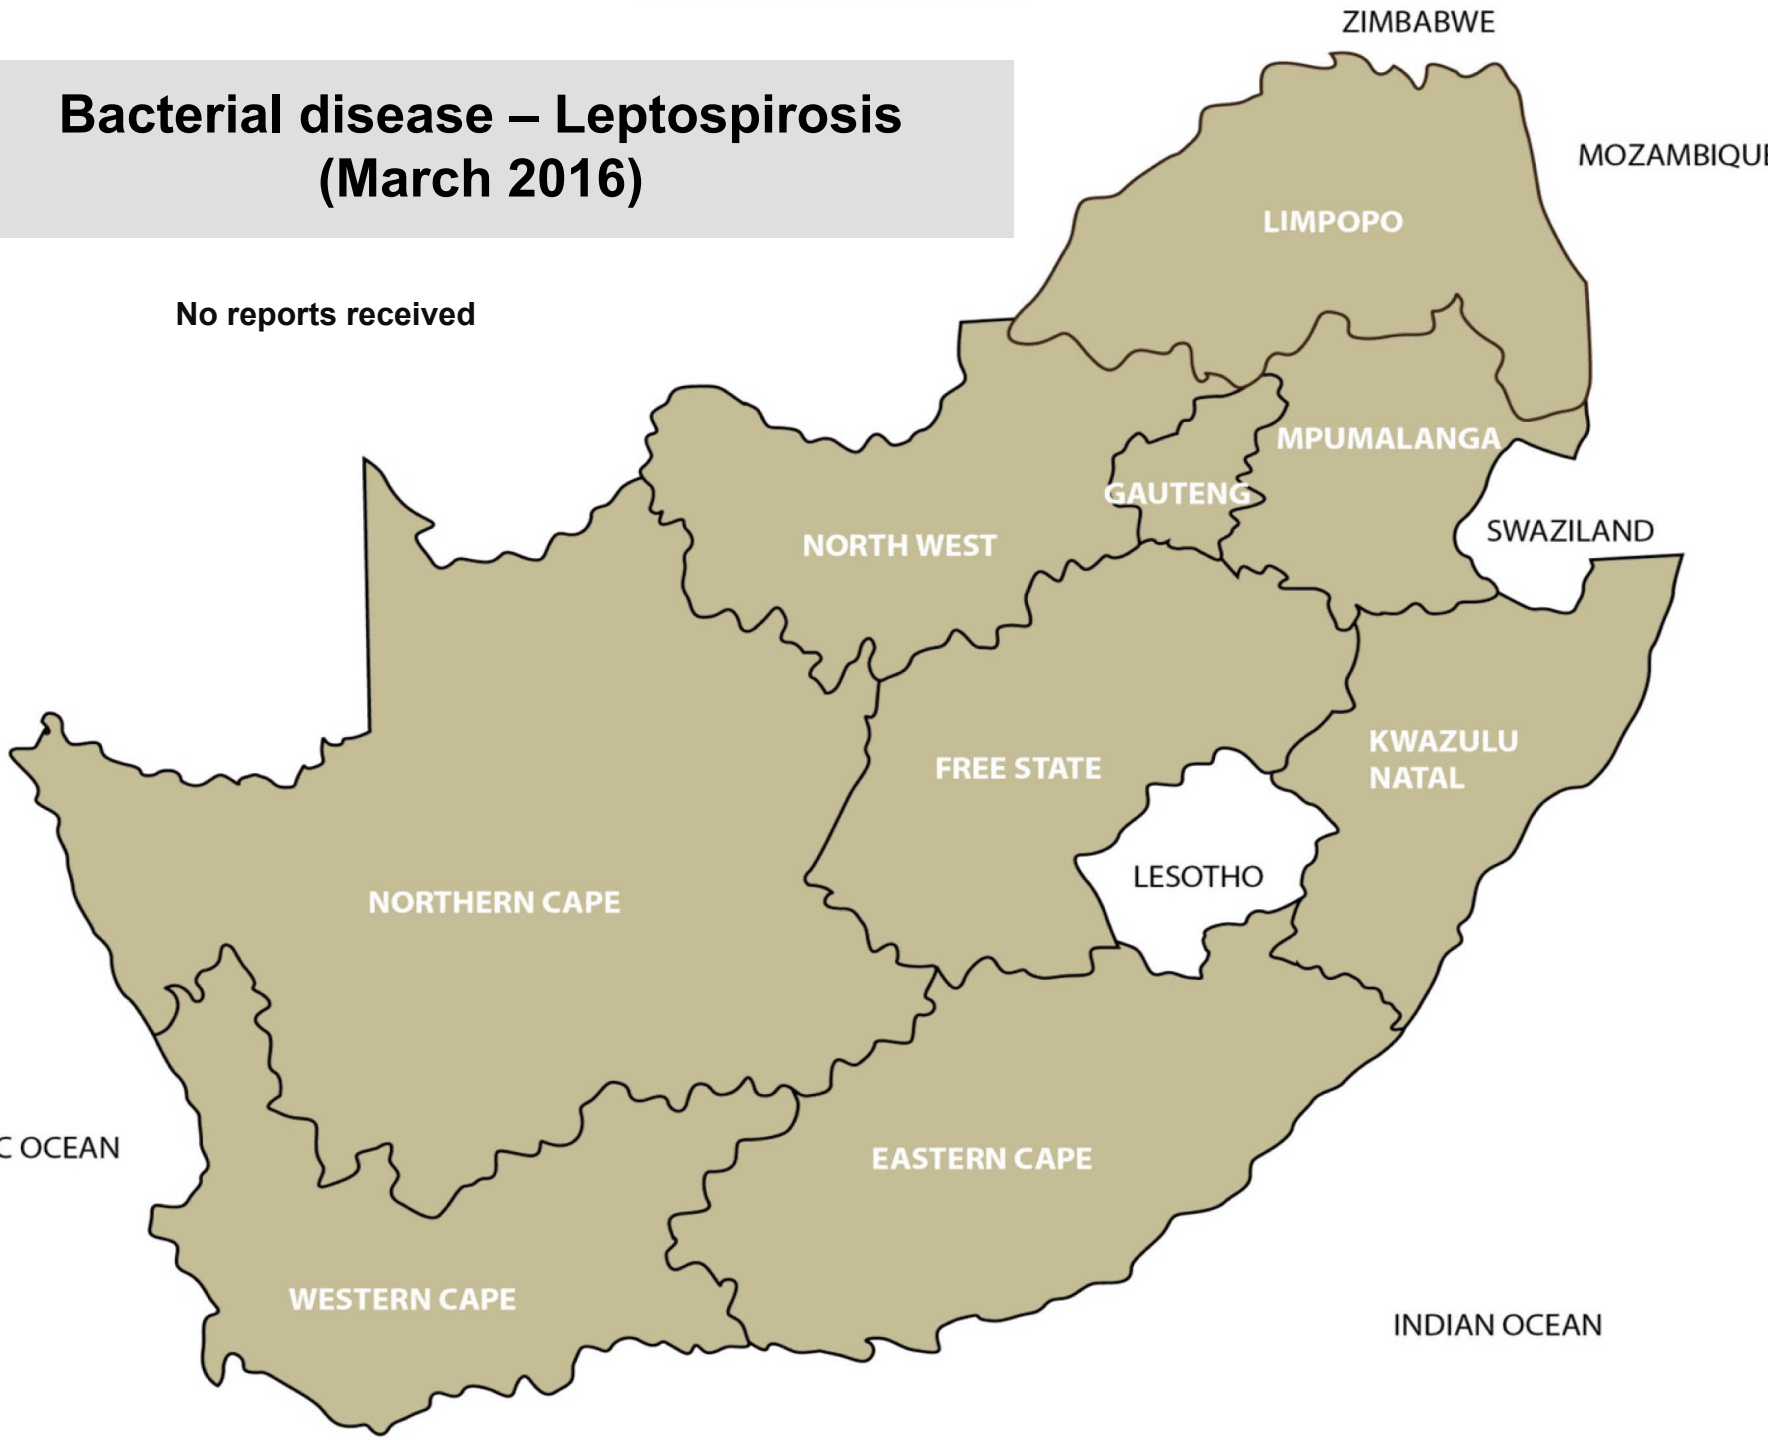 ZIMBABWE
Bacterial disease – Leptospirosis
(March 2016)
MOZAMBIQUE
LIMPOPO
No reports received
MPUMALANGA
GAUTENG
SWAZILAND
NORTH WEST
KWAZULU
NATAL
FREE STATE
LESOTHO
NORTHERN CAPE
C OCEAN
EASTERN CAPE
WESTERN CAPE
INDIAN OCEAN